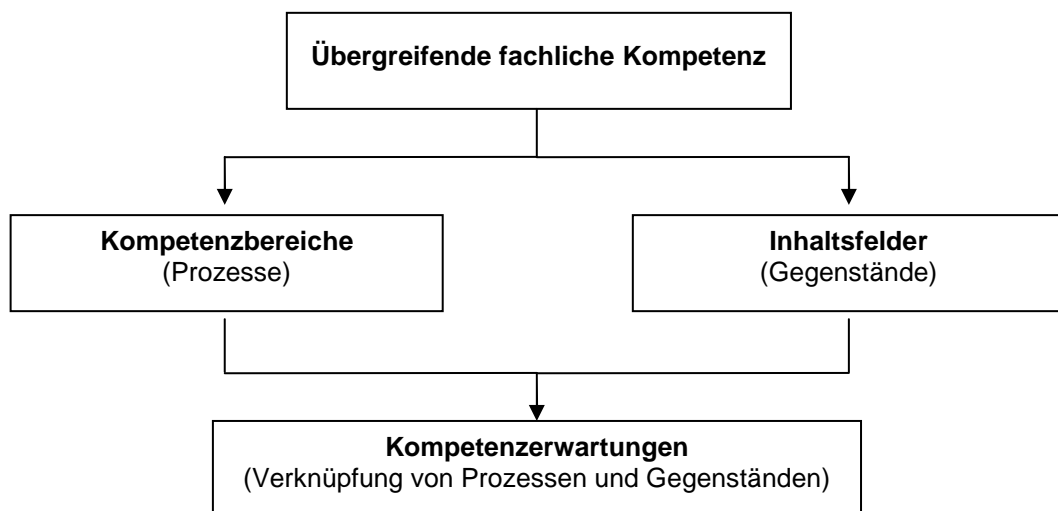 Übergreifende fachliche Kompetenz
Kompetenzbereiche
(Prozesse)
Inhaltsfelder
(Gegenstände)
Kompetenzerwartungen
(Verknüpfung von Prozessen und Gegenständen)